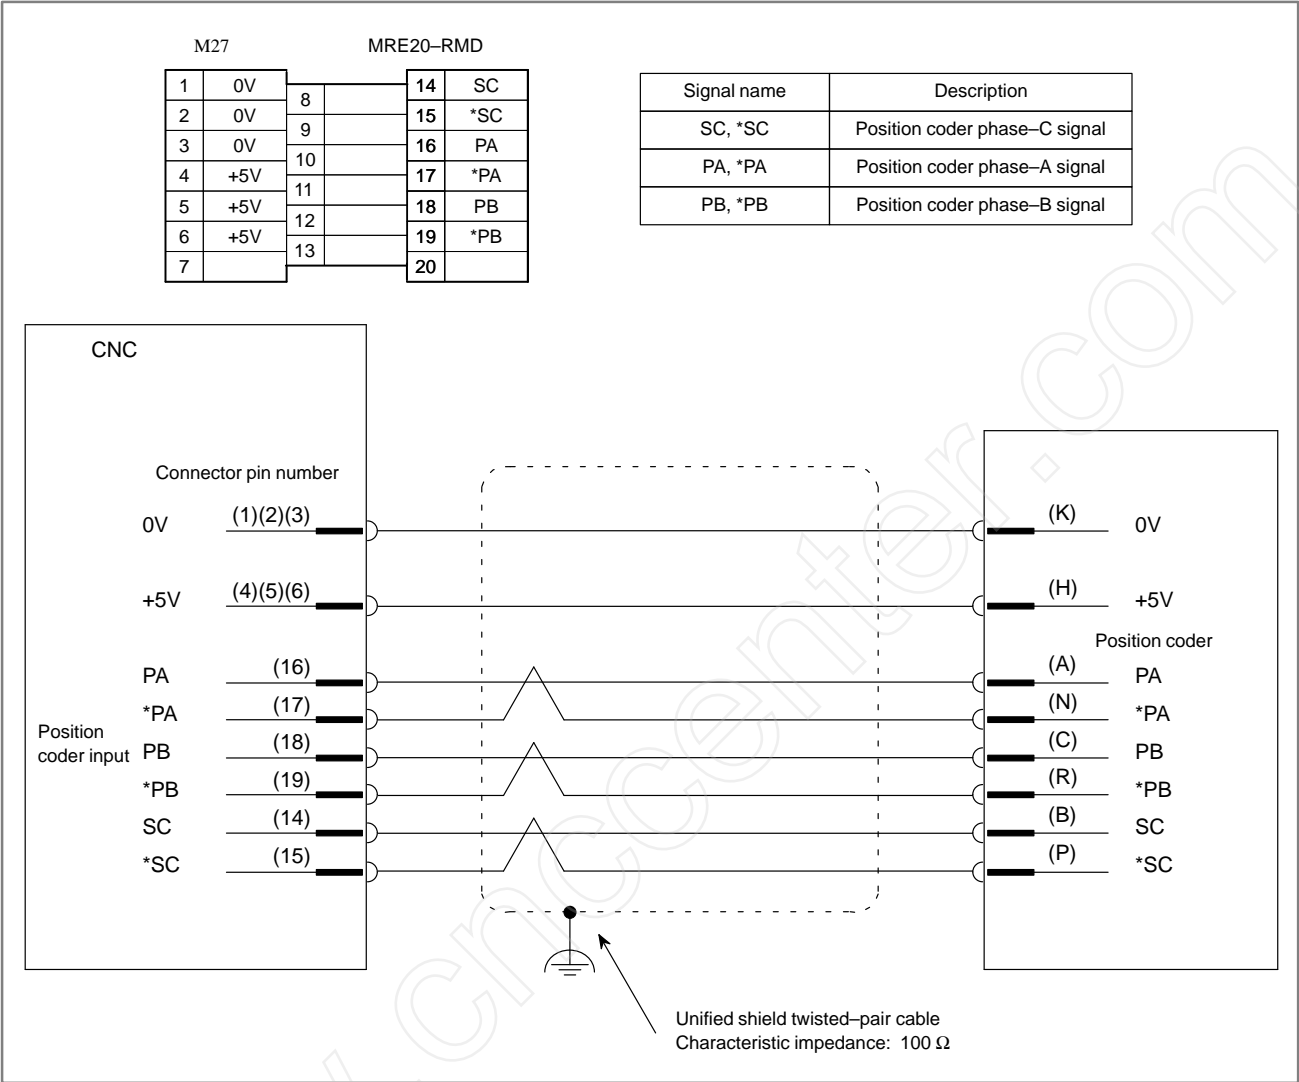 M27 MRE20–RMD
1 0V 14 SC
8
2 0V 15 *SC
9
3 0V 16 PA
10
4 +5V 17 *PA
11
5 +5V 18 PB
12
6 +5V 19 *PB
13
7 20
Signal name Description
SC, *SC Position coder phase–C signal
PA, *PA Position coder phase–A signal
PB, *PB Position coder phase–B signal
CNC
Connector pin number
0V (1)(2)(3) (K) 0V
+5V (4)(5)(6) (H) +5V
Position coder
PA (16) (A) PA
*PA (17) (N) *PA
Position
coder input
PB (18) (C) PB
*PB (19) (R) *PB
SC (14) (B) SC
*SC (15) (P) *SC
Unified shield twisted–pair cable
Characteristic impedance: 100 Ω
w.cnccenter.com